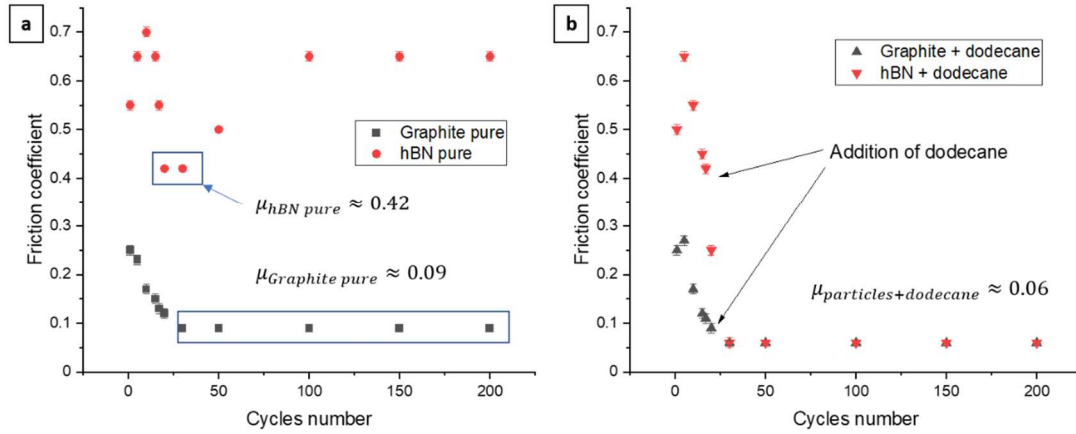 a
Friction coefficient
0.7
0.6
0.5
0.4
0.3
0.2
0.1
0
Graphite pure
hBN pure
μhBN pure ≈ 0.42
μGraphite pure ≈ 0.09
0 50 100 150 200
Cycles number
b
Friction coefficient
0.7
0.6
0.5
0.4
0.3
0.2
0.1
0
Graphite + dodecane
hBN + dodecane
Addition of dodecane
μparticles+dodecane ≈ 0.06
0 50 100 150 200
Cycles number